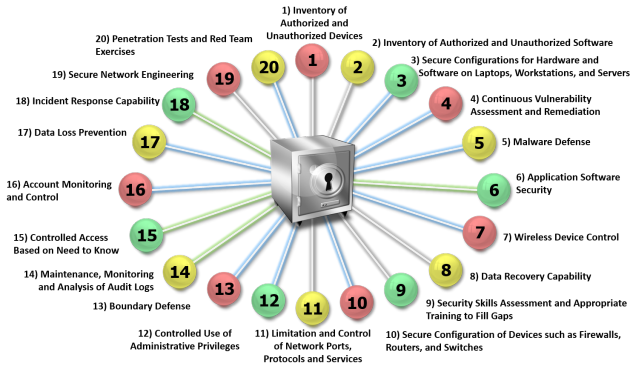 1) Inventory of
Authorized and
Unauthorized Devices
2) Inventory of Authorized and Unauthorized Software
3) Secure Configurations for Hardware and
Software on Laptops, Workstations, and Servers
4) Continuous Vulnerability
Assessment and Remediation
5) Malware Defense
6) Application Software
Security
7) Wireless Device Control
8) Data Recovery Capability
9) Security Skills Assessment and Appropriate
Training to Fill Gaps
10) Secure Configuration of Devices such as Firewalls,
Routers, and Switches
11) Limitation and Control
of Network Ports,
Protocols and Services
12) Controlled Use of
Administrative Privileges
13) Boundary Defense
14) Maintenance, Monitoring
and Analysis of Audit Logs
15) Controlled Access
Based on Need to Know
16) Account Monitoring
and Control
17) Data Loss Prevention
18) Incident Response Capability
19) Secure Network Engineering
20) Penetration Tests and Red Team
Exercises
1
2
3
4
5
6
7
8
9
10
11
12
13
14
15
16
17
18
19
20